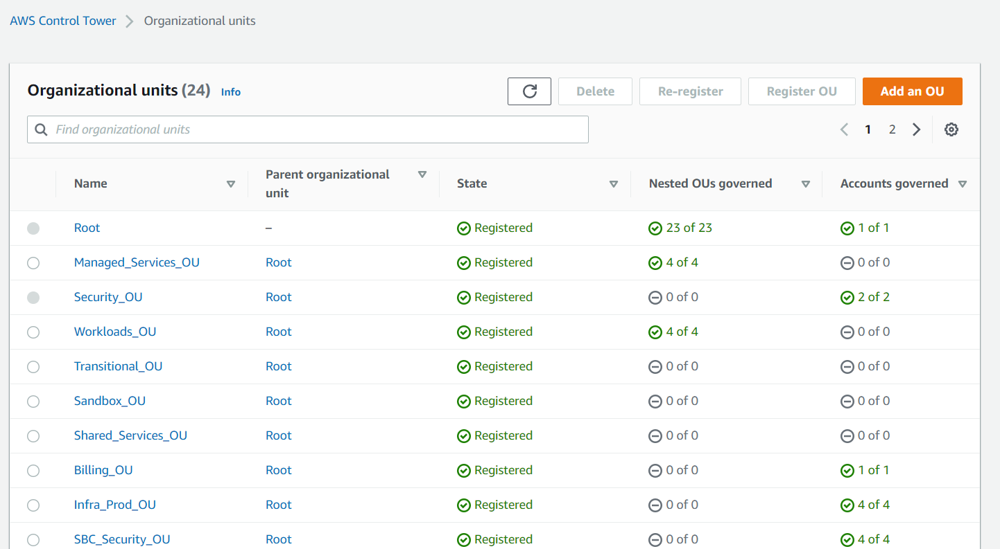 AWS Control Tower > Organizational units
Organizational units (24) Info
Delete Re-register Register OU Add an OU
Find organizational units
1 2
Name Parent organizational unit State Nested OUs governed Accounts governed
Root – Registered 23 of 23 1 of 1
Managed_Services_OU Root Registered 4 of 4 0 of 0
Security_OU Root Registered 0 of 0 2 of 2
Workloads_OU Root Registered 4 of 4 0 of 0
Transitional_OU Root Registered 0 of 0 0 of 0
Sandbox_OU Root Registered 0 of 0 0 of 0
Shared_Services_OU Root Registered 0 of 0 0 of 0
Billing_OU Root Registered 0 of 0 1 of 1
Infra_Prod_OU Root Registered 0 of 0 4 of 4
SBC_Security_OU Root Registered 0 of 0 4 of 4